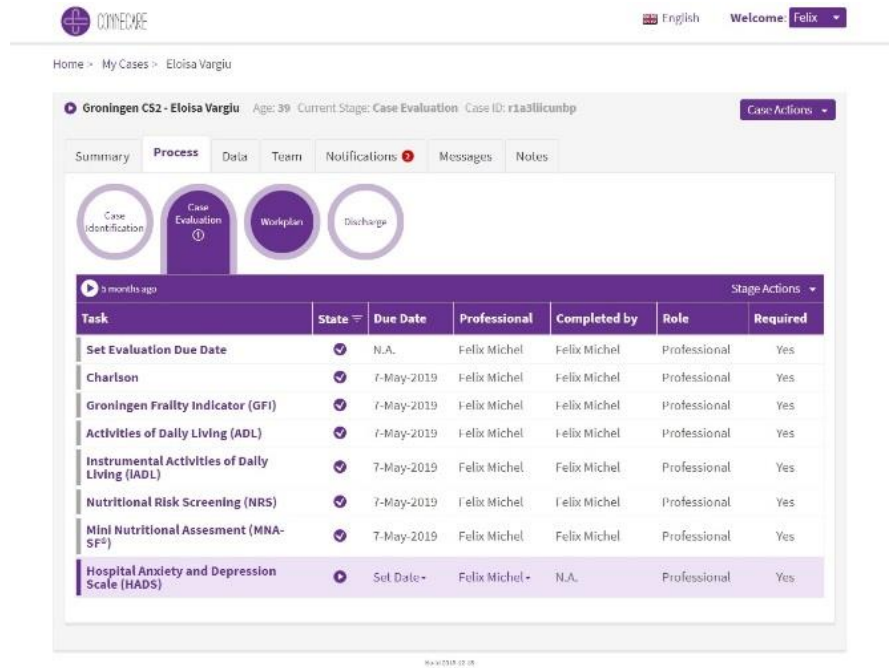 CONNECARE
English
Welcome: Felix
Home > My Cases > Eloisa Vargiu
Groningen CS2 - Eloisa Vargiu Age: 39 Current Stage: Case Evaluation Case ID: r1a3liicunbp
Case Actions
Summary Process Data Team Notifications 2 Messages Notes
Case Identification
Case Evaluation 1
Workplan
Discharge
5 months ago
Stage Actions
Task State Due Date Professional Completed by Role Required
Set Evaluation Due Date N.A. Felix Michel Felix Michel Professional Yes
Charlson 7-May-2019 Felix Michel Felix Michel Professional Yes
Groningen Frailty Indicator (GFI) 7-May-2019 Felix Michel Felix Michel Professional Yes
Activities of Daily Living (ADL) 7-May-2019 Felix Michel Felix Michel Professional Yes
Instrumental Activities of Daily
Living (iADL) 7-May-2019 Felix Michel Felix Michel Professional Yes
Nutritional Risk Screening (NRS) 7-May-2019 Felix Michel Felix Michel Professional Yes
Mini Nutritional Assesment (MNA-
SF®) 7-May-2019 Felix Michel Felix Michel Professional Yes
Hospital Anxiety and Depression
Scale (HADS) Set Date Felix Michel N.A. Professional Yes